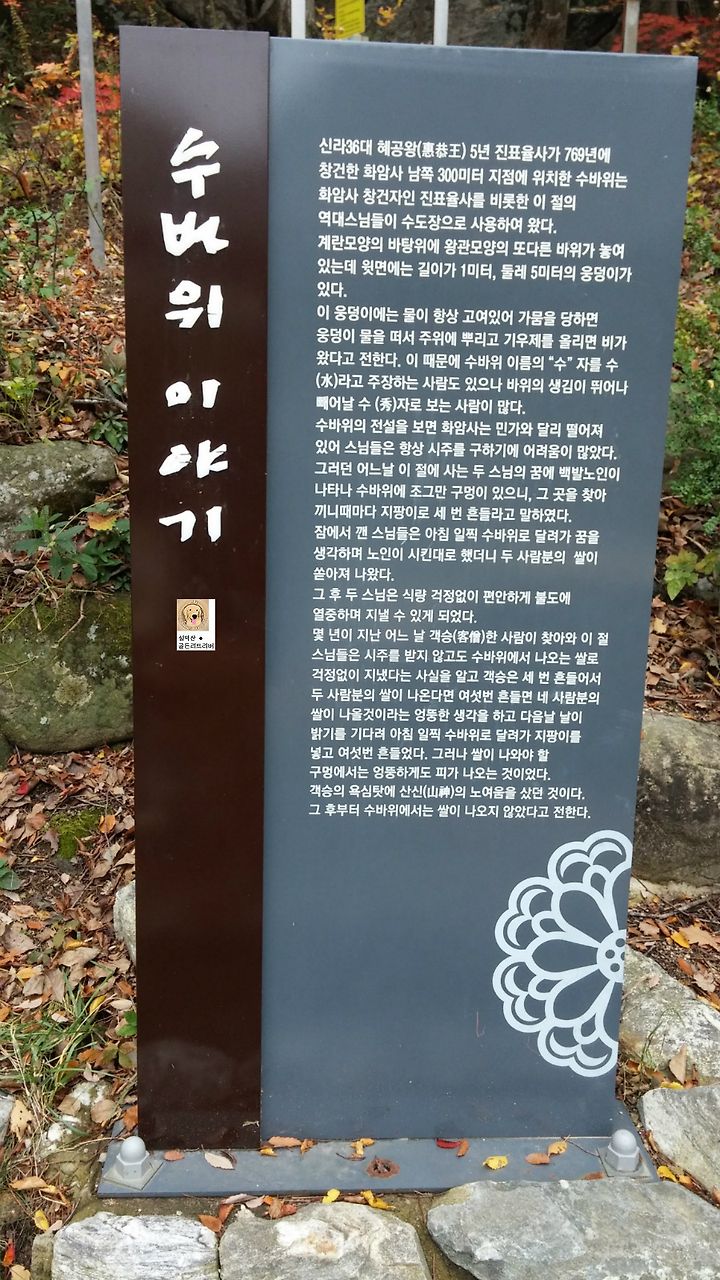 수바위 이야기
설악산 ◆
골든리트리버
신라36대 혜공왕(惠恭王) 5년 진표율사가 769년에
창건한 화암사 남쪽 300미터 지점에 위치한 수바위는
화암사 창건자인 진표율사를 비롯한 이 절의
역대스님들이 수도장으로 사용하여 왔다.
계란모양의 바탕위에 왕관모양의 또다른 바위가 놓여
있는데 윗면에는 길이가 1미터, 둘레 5미터의 웅덩이가
있다.
이 웅덩이에는 물이 항상 고여있어 가뭄을 당하면
웅덩이 물을 떠서 주위에 뿌리고 기우제를 올리면 비가
왔다고 전한다. 이 때문에 수바위 이름의 “수” 자를 수
(水)라고 주장하는 사람도 있으나 바위의 생김이 뛰어나
빼어날 수 (秀)자로 보는 사람이 많다.
수바위의 전설을 보면 화암사는 민가와 달리 떨어져
있어 스님들은 항상 시주를 구하기에 어려움이 많았다.
그러던 어느날 이 절에 사는 두 스님의 꿈에 백발노인이
나타나 수바위에 조그만 구멍이 있으니, 그 곳을 찾아
끼니때마다 지팡이로 세 번 흔들라고 말하였다.
잠에서 깬 스님들은 아침 일찍 수바위로 달려가 꿈을
생각하며 노인이 시킨대로 했더니 두 사람분의 쌀이
쏟아져 나왔다.
그 후 두 스님은 식량 걱정없이 편안하게 불도에
열중하며 지낼 수 있게 되었다.
몇 년이 지난 어느 날 객승(客僧)한 사람이 찾아와 이 절
스님들은 시주를 받지 않고도 수바위에서 나오는 쌀로
걱정없이 지냈다는 사실을 알고 객승은 세 번 흔들어서
두 사람분의 쌀이 나온다면 여섯번 흔들면 네 사람분의
쌀이 나올것이라는 엉뚱한 생각을 하고 다음날 날이
밝기를 기다려 아침 일찍 수바위로 달려가 지팡이를
넣고 여섯번 흔들었다. 그러나 쌀이 나와야 할
구멍에서는 엉뚱하게도 피가 나오는 것이었다.
객승의 욕심탓에 산신(山神)의 노여움을 샀던 것이다.
그 후부터 수바위에서는 쌀이 나오지 않았다고 전한다.